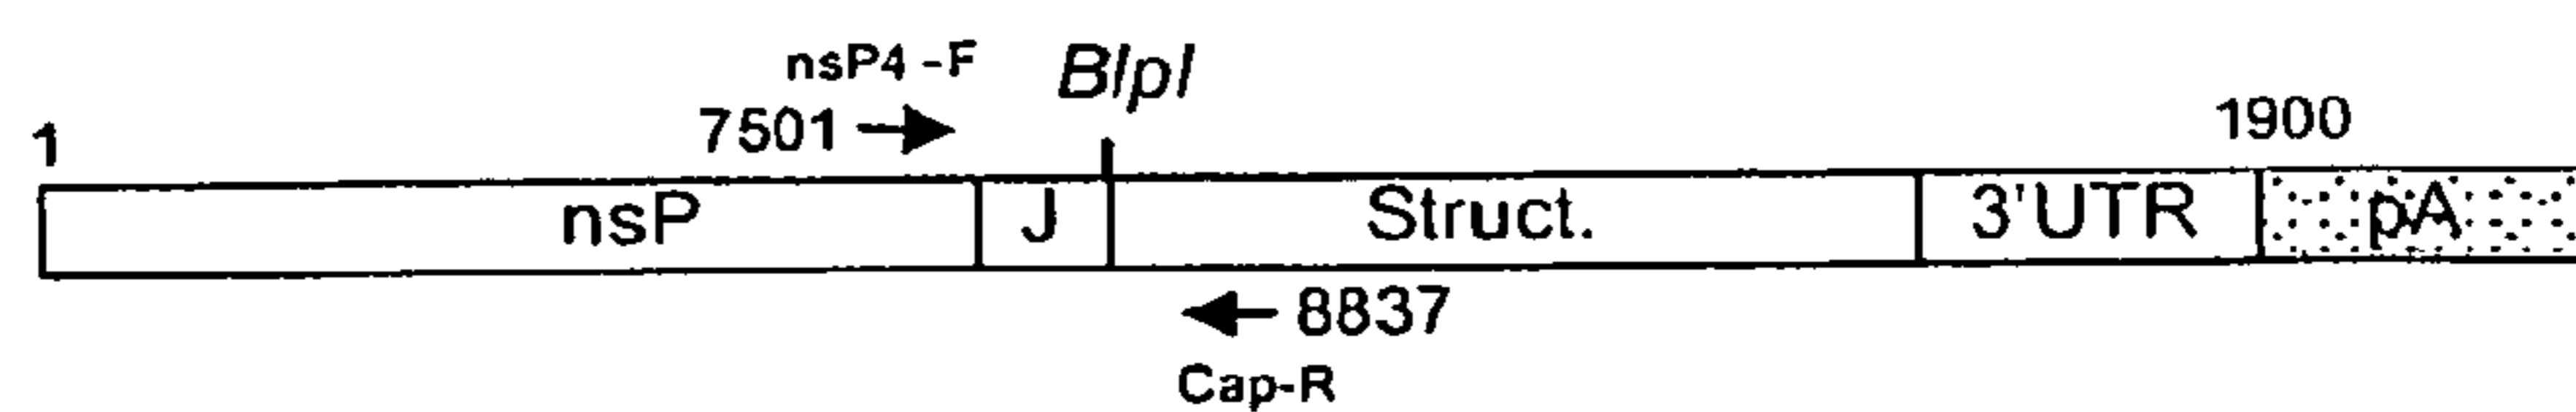 nsP4 -F
BlpI
7501
1
1900
nsP
J
Struct.
3'UTR
pA
8837
Cap-R